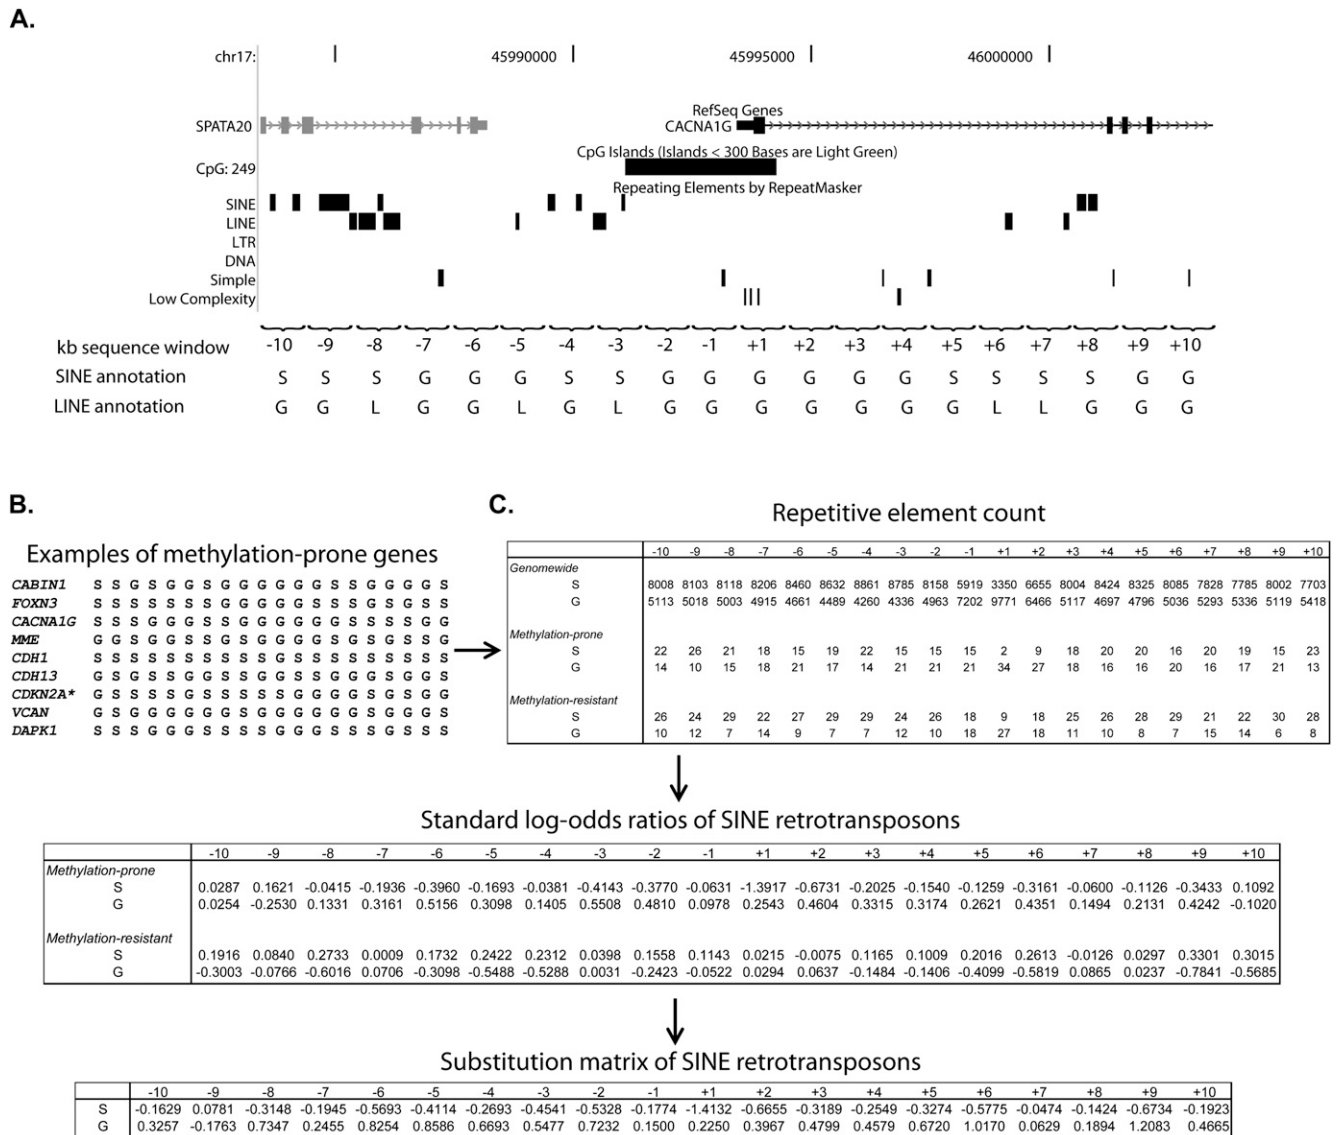 A.
chr17: 45990000 45995000 46000000
RefSeq Genes
SPATA20 CACNA1G
CpG Islands (Islands < 300 Bases are Light Green)
CpG: 249
Repeating Elements by RepeatMasker
SINE
LINE
LTR
DNA
Simple
Low Complexity
kb sequence window -10 -9 -8 -7 -6 -5 -4 -3 -2 -1 +1 +2 +3 +4 +5 +6 +7 +8 +9 +10
SINE annotation S S S G G G S S G G G G G G S S S S G G
LINE annotation G G L G G L G L G G G G G G G L L G G G
B.
Examples of methylation-prone genes
CABIN1 S S G S G G S G G G G G G S S G G G G S
FOXN3 S S S S S S S S S G G G S S S S S S S S
CACNA1G S S S G G G S S G G G G G G S S S S G G
MME G G S G G S G G G G G G G S G S G G G S
CDH1 S S S S S S S S S S G S S S S S S S S S
CDH13 S S S S G G S G G G G G G G G S G G S S
CDKN2A* G S S S G S S S S G G S S S S G S S G G
VCAN G S G G G G G S S G G G G G G S G G G S
DAPK1 S S S S G S G G S S G G S S S G S S S S
C.
Repetitive element count
-10 -9 -8 -7 -6 -5 -4 -3 -2 -1 +1 +2 +3 +4 +5 +6 +7 +8 +9 +10
Genomewide
S 8008 8103 8118 8206 8460 8632 8861 8785 8158 5919 3350 6655 8004 8424 8325 8085 7828 7785 8002 7703
G 5113 5018 5003 4915 4661 4489 4260 4336 4963 7202 9771 6466 5117 4697 4796 5036 5293 5336 5119 5418
Methylation-prone
S 22 26 21 18 15 19 22 15 15 15 2 9 18 20 20 16 20 19 15 23
G 14 10 15 18 21 17 14 21 21 21 34 27 18 16 16 20 16 17 21 13
Methylation-resistant
S 26 24 29 22 27 29 29 24 26 18 9 18 25 26 28 29 21 22 30 28
G 10 12 7 14 9 7 7 12 10 18 27 18 11 10 8 7 15 14 6 8
Standard log-odds ratios of SINE retrotransposons
-10 -9 -8 -7 -6 -5 -4 -3 -2 -1 +1 +2 +3 +4 +5 +6 +7 +8 +9 +10
Methylation-prone
S 0.0287 0.1621 -0.0415 -0.1936 -0.3960 -0.1693 -0.0381 -0.4143 -0.3770 -0.0631 -1.3917 -0.6731 -0.2025 -0.1540 -0.1259 -0.3161 -0.0600 -0.1126 -0.3433 0.1092
G 0.0254 -0.2530 0.1331 0.3161 0.5156 0.3098 0.1405 0.5508 0.4810 0.0978 0.2543 0.4604 0.3315 0.3174 0.2621 0.4351 0.1494 0.2131 0.4242 -0.1020
Methylation-resistant
S 0.1916 0.0840 0.2733 0.0009 0.1732 0.2422 0.2312 0.0398 0.1558 0.1143 0.0215 -0.0075 0.1165 0.1009 0.2016 0.2613 -0.0126 0.0297 0.3301 0.3015
G -0.3003 -0.0766 -0.6016 0.0706 -0.3098 -0.5488 -0.5288 0.0031 -0.2423 -0.0522 0.0294 0.0637 -0.1484 -0.1406 -0.4099 -0.5819 0.0865 0.0237 -0.7841 -0.5685
Substitution matrix of SINE retrotransposons
-10 -9 -8 -7 -6 -5 -4 -3 -2 -1 +1 +2 +3 +4 +5 +6 +7 +8 +9 +10
S -0.1629 0.0781 -0.3148 -0.1945 -0.5693 -0.4114 -0.2693 -0.4541 -0.5328 -0.1774 -1.4132 -0.6655 -0.3189 -0.2549 -0.3274 -0.5775 -0.0474 -0.1424 -0.6734 -0.1923
G 0.3257 -0.1763 0.7347 0.2455 0.8254 0.8586 0.6693 0.5477 0.7232 0.1500 0.2250 0.3967 0.4799 0.4579 0.6720 1.0170 0.0629 0.1894 1.2083 0.4665